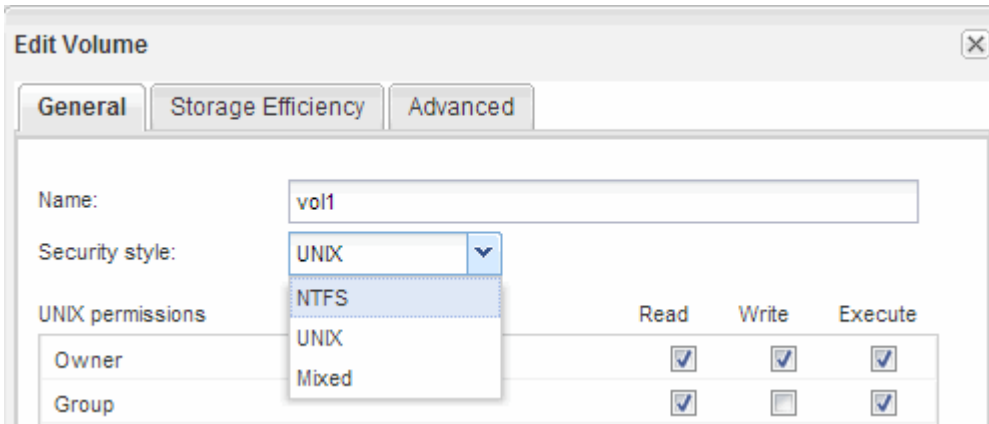 Edit Volume
General Storage Efficiency Advanced
Name: vol1
Security style: UNIX
NTFS
UNIX permissions Read Write Execute
UNIX
Owner
Mixed
Group